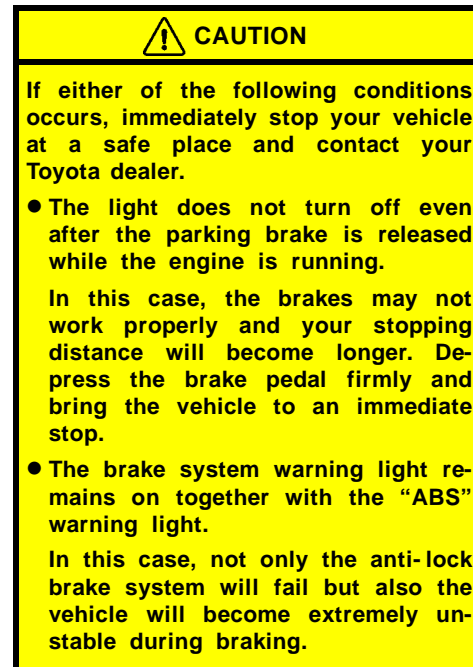 CAUTION
If either of the following conditions
occurs, immediately stop your vehicle
at a safe place and contact your
Toyota dealer.
● The light does not turn off even
after the parking brake is released
while the engine is running.
In this case, the brakes may not
work properly and your stopping
distance will become longer. De-
press the brake pedal firmly and
bring the vehicle to an immediate
stop.
● The brake system warning light re-
mains on together with the “ABS”
warning light.
In this case, not only the anti-lock
brake system will fail but also the
vehicle will become extremely un-
stable during braking.